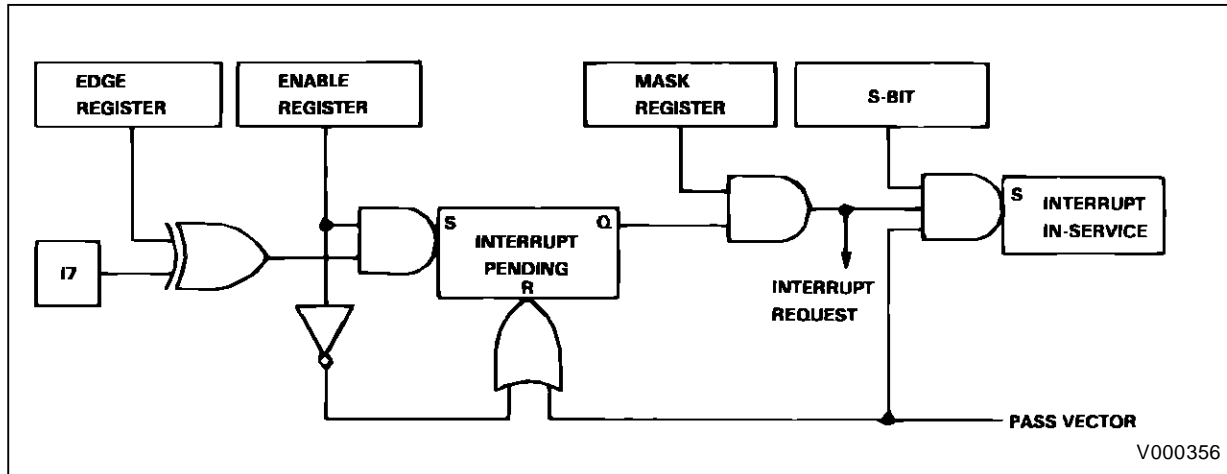 EDGE
REGISTER
ENABLE
REGISTER
MASK
REGISTER
S-BIT
I7
S
INTERRUPT
PENDING
R
Q
INTERRUPT
REQUEST
S
INTERRUPT
IN-SERVICE
PASS VECTOR
V000356